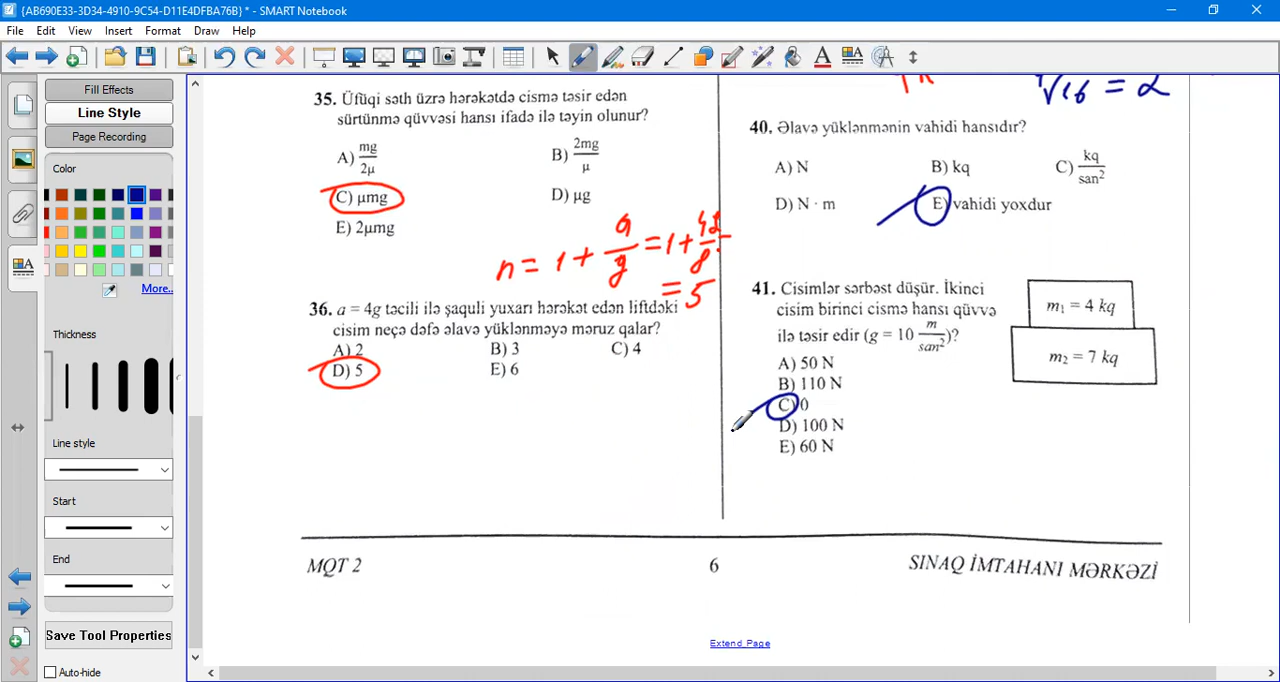 {AB690E33-3D34-4910-9C54-D11E4DFBA76B} * - SMART Notebook
File Edit View Insert Format Draw Help
Fill Effects
Line Style
Page Recording
Color
More..
Thickness
Line style
Start
End
Save Tool Properties
Auto-hide
35. Üfüqi səth üzrə hərəkətdə cismə təsir edən
sürtünmə qüvvəsi hansı ifadə ilə təyin olunur?
A) mg/2μ B) 2mg/μ
C) μmg D) μg
E) 2μmg
= 5
36. a = 4g təcili ilə şaquli yuxarı hərəkət edən liftdəki
cisim neçə dəfə əlavə yüklənməyə məruz qalar?
A) 2 B) 3 C) 4
D) 5 E) 6
∜16 = 2
40. Əlavə yüklənmənin vahidi hansıdır?
A) N B) kq C) kq/san²
D) N · m E) vahidi yoxdur
41. Cisimlər sərbəst düşür. İkinci
cisim birinci cismə hansı qüvvə
ilə təsir edir (g = 10 m/san²)?
A) 50 N
B) 110 N
C) 0
D) 100 N
E) 60 N
m₁ = 4 kq
m₂ = 7 kq
MQT 2 6 SINAQ İMTAHANI MƏRKƏZİ
Extend Page